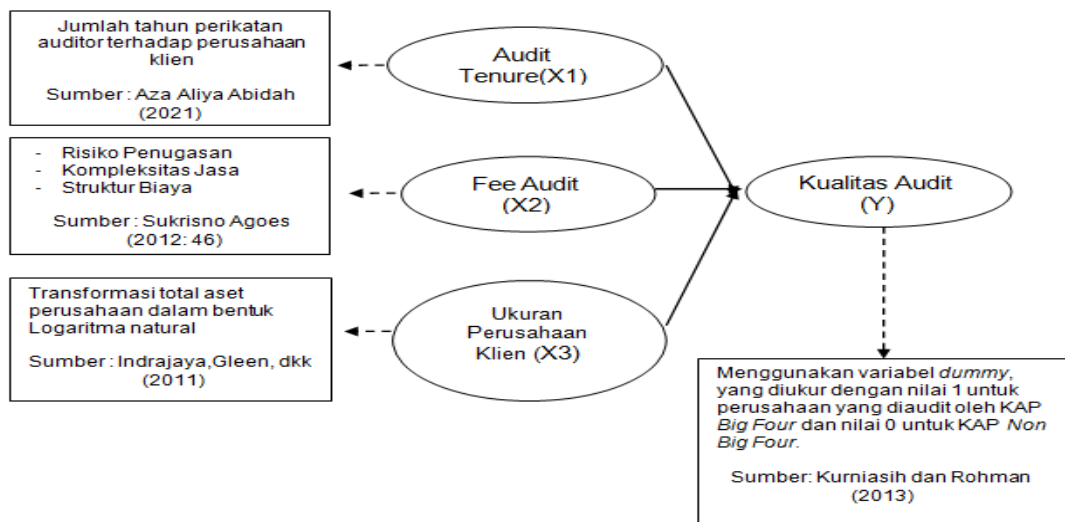 Jumlah tahun perikatan
auditor terhadap perusahaan
klien
Sumber : Aza Aliya Abidah
(2021)
Audit
Tenure(X1)
- Risiko Penugasan
- Kompleksitas Jasa
- Struktur Biaya
Sumber : Sukrisno Agoes
(2012: 46)
Fee Audit
(X2)
Kualitas Audit
(Y)
Transformasi total aset
perusahaan dalam bentuk
Logaritma natural
Sumber : Indrajaya,Gleen, dkk
(2011)
Ukuran
Perusahaan
Klien (X3)
Menggunakan variabel dummy,
yang diukur dengan nilai 1 untuk
perusahaan yang diaudit oleh KAP
Big Four dan nilai 0 untuk KAP Non
Big Four.
Sumber: Kurniasih dan Rohman
(2013)